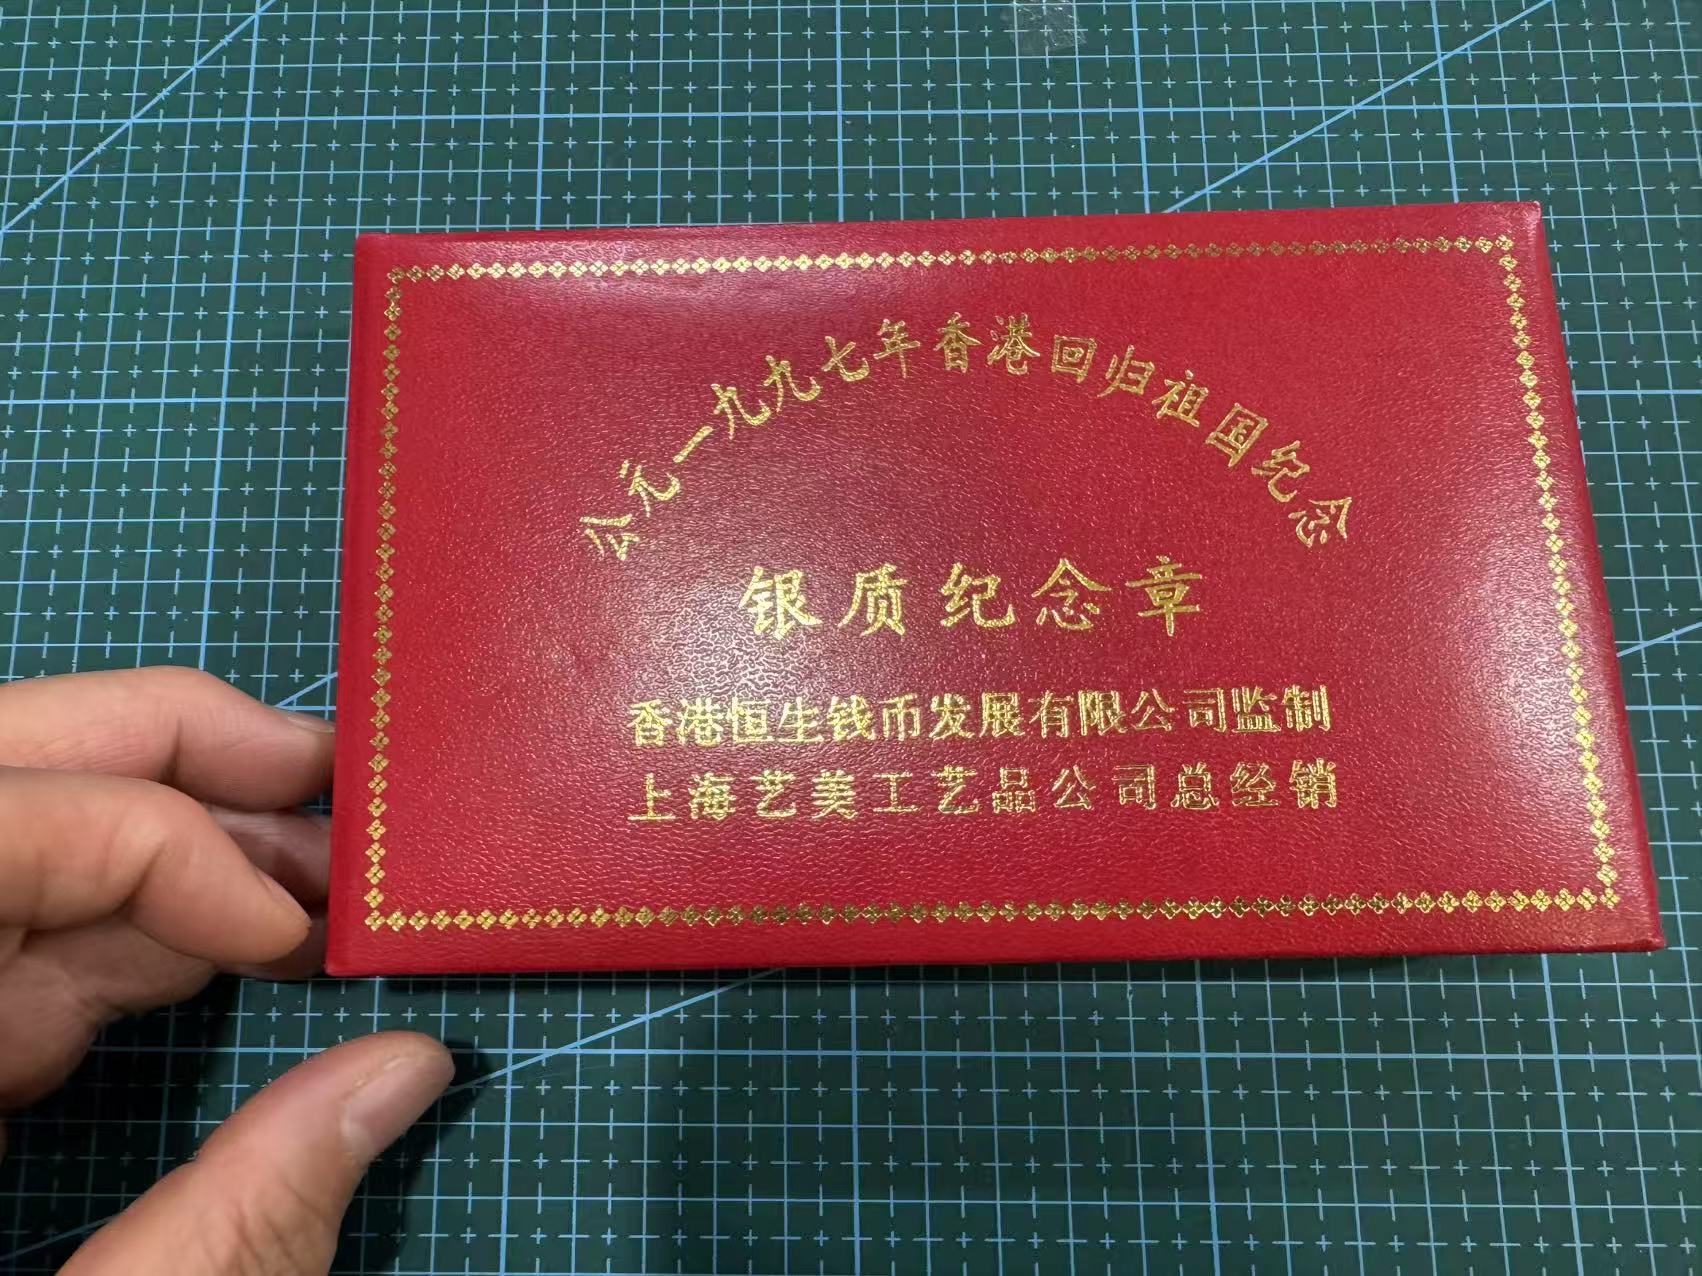 公元一九九七年香港回归祖国纪念
银质纪念章
香港恒生钱币发展有限公司监制
上海艺美工艺品公司总经销